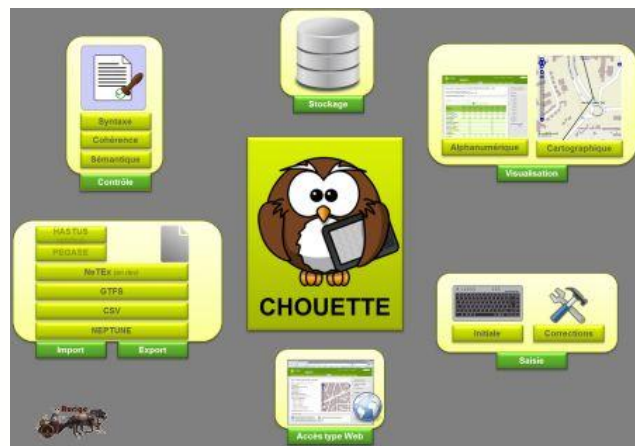 Stockage
Syntaxe
Cohérence
Sémantique
Contrôle
Alphanumérique
Cartographique
Visualisation
HASTUS
PEGASE
NeTEx
GTFS
CSV
NEPTUNE
Import
Export
CHOUETTE
Initiale
Corrections
Saisie
Accès type Web